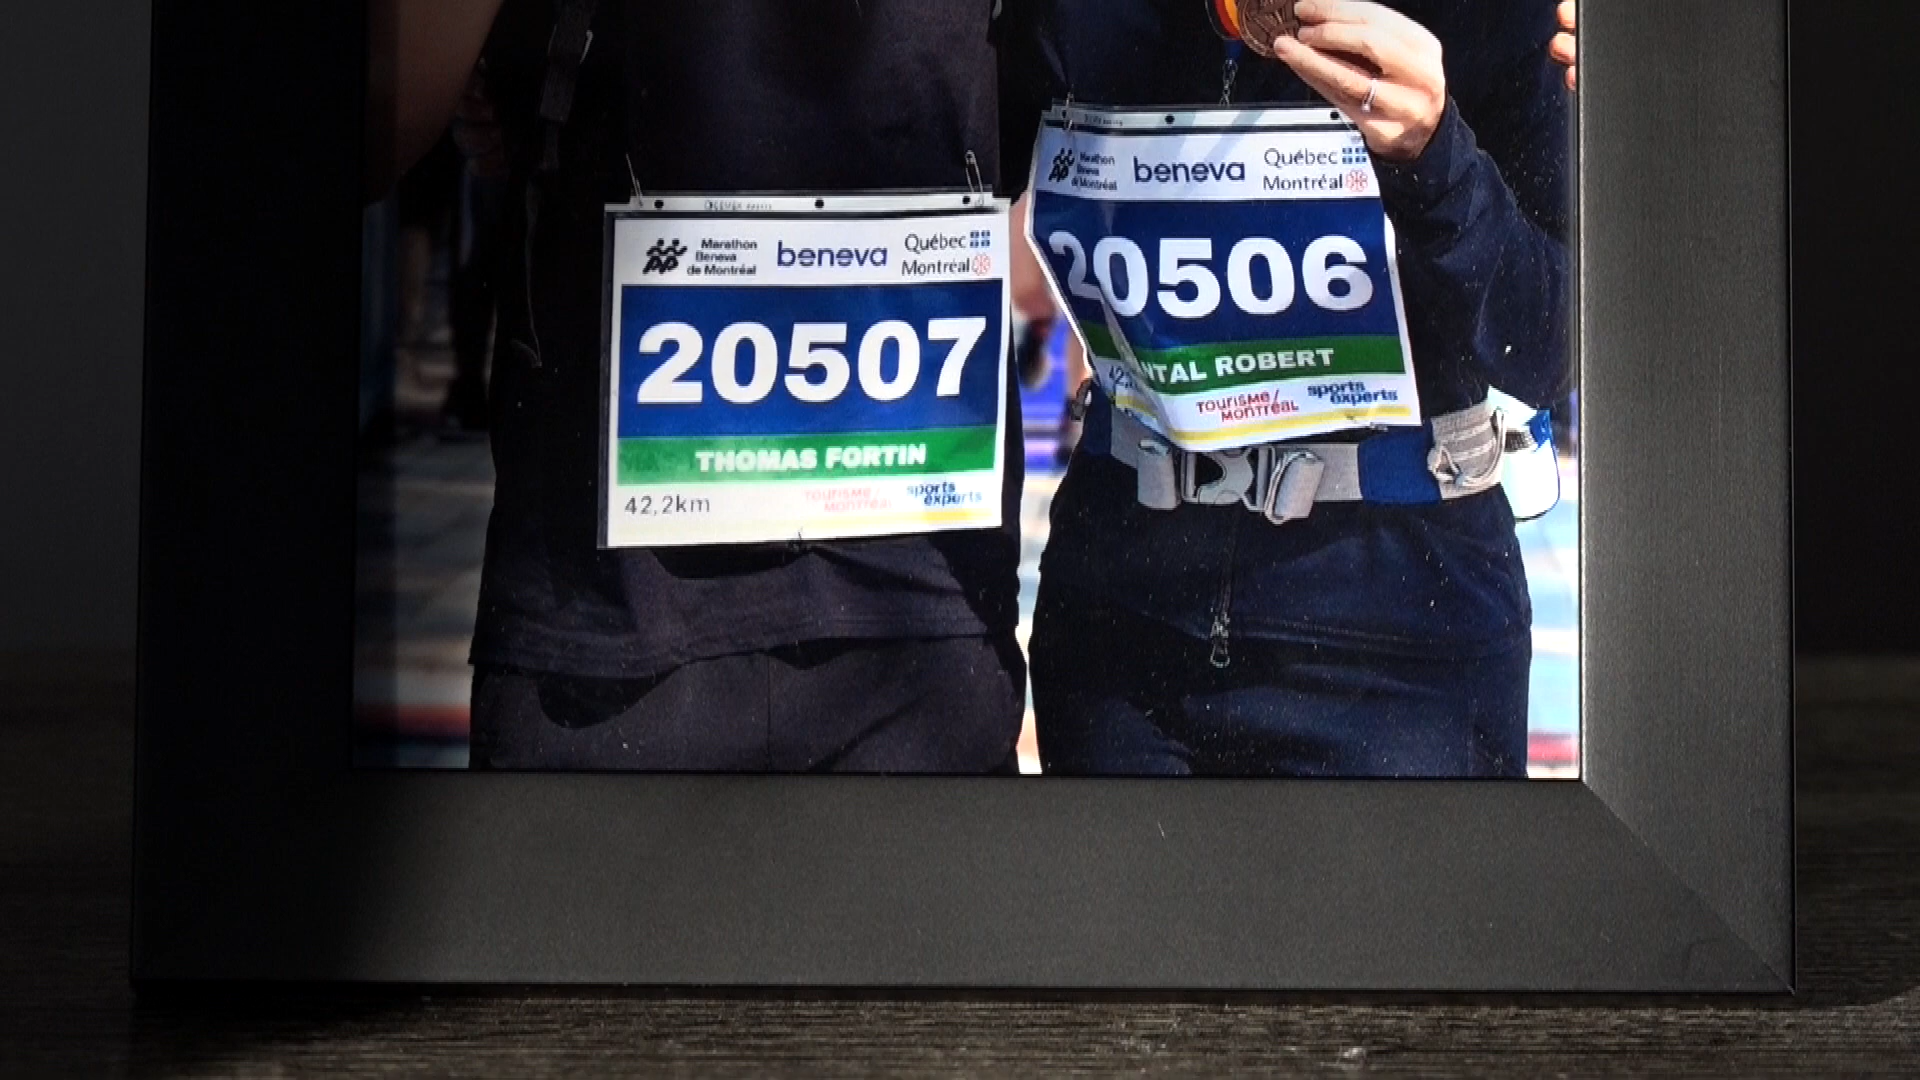 Marathon
Beneva
de Montréal
beneva
Québec
Montréal
20507
THOMAS FORTIN
42,2km
TOURISME/
MONTRÉAL
sports
experts
Marathon
Beneva
de Montréal
beneva
Québec
Montréal
20506
NTAL ROBERT
42,
TOURISME/
MONTRÉAL
sports
experts